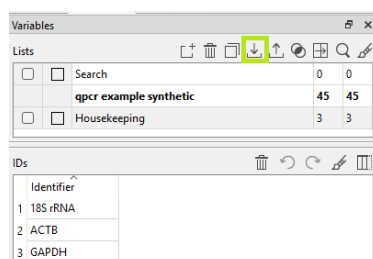 Variables
Lists
Search 0 0
qpcr example synthetic 45 45
Housekeeping 3 3
IDs
Identifier
1 18S rRNA
2 ACTB
3 GAPDH